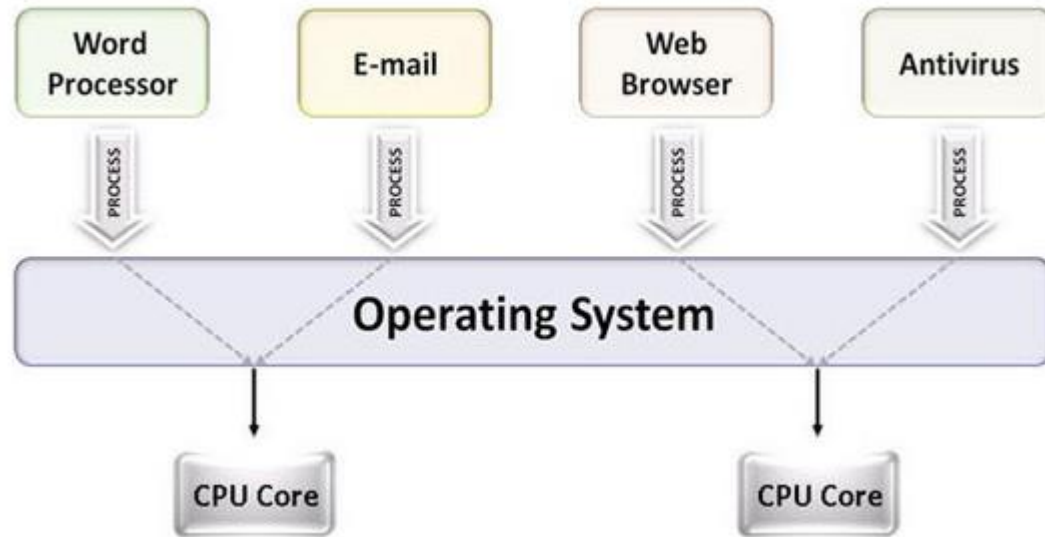 Word
Processor
E-mail
Web
Browser
Antivirus
PROCESS
PROCESS
PROCESS
PROCESS
Operating System
CPU Core
CPU Core